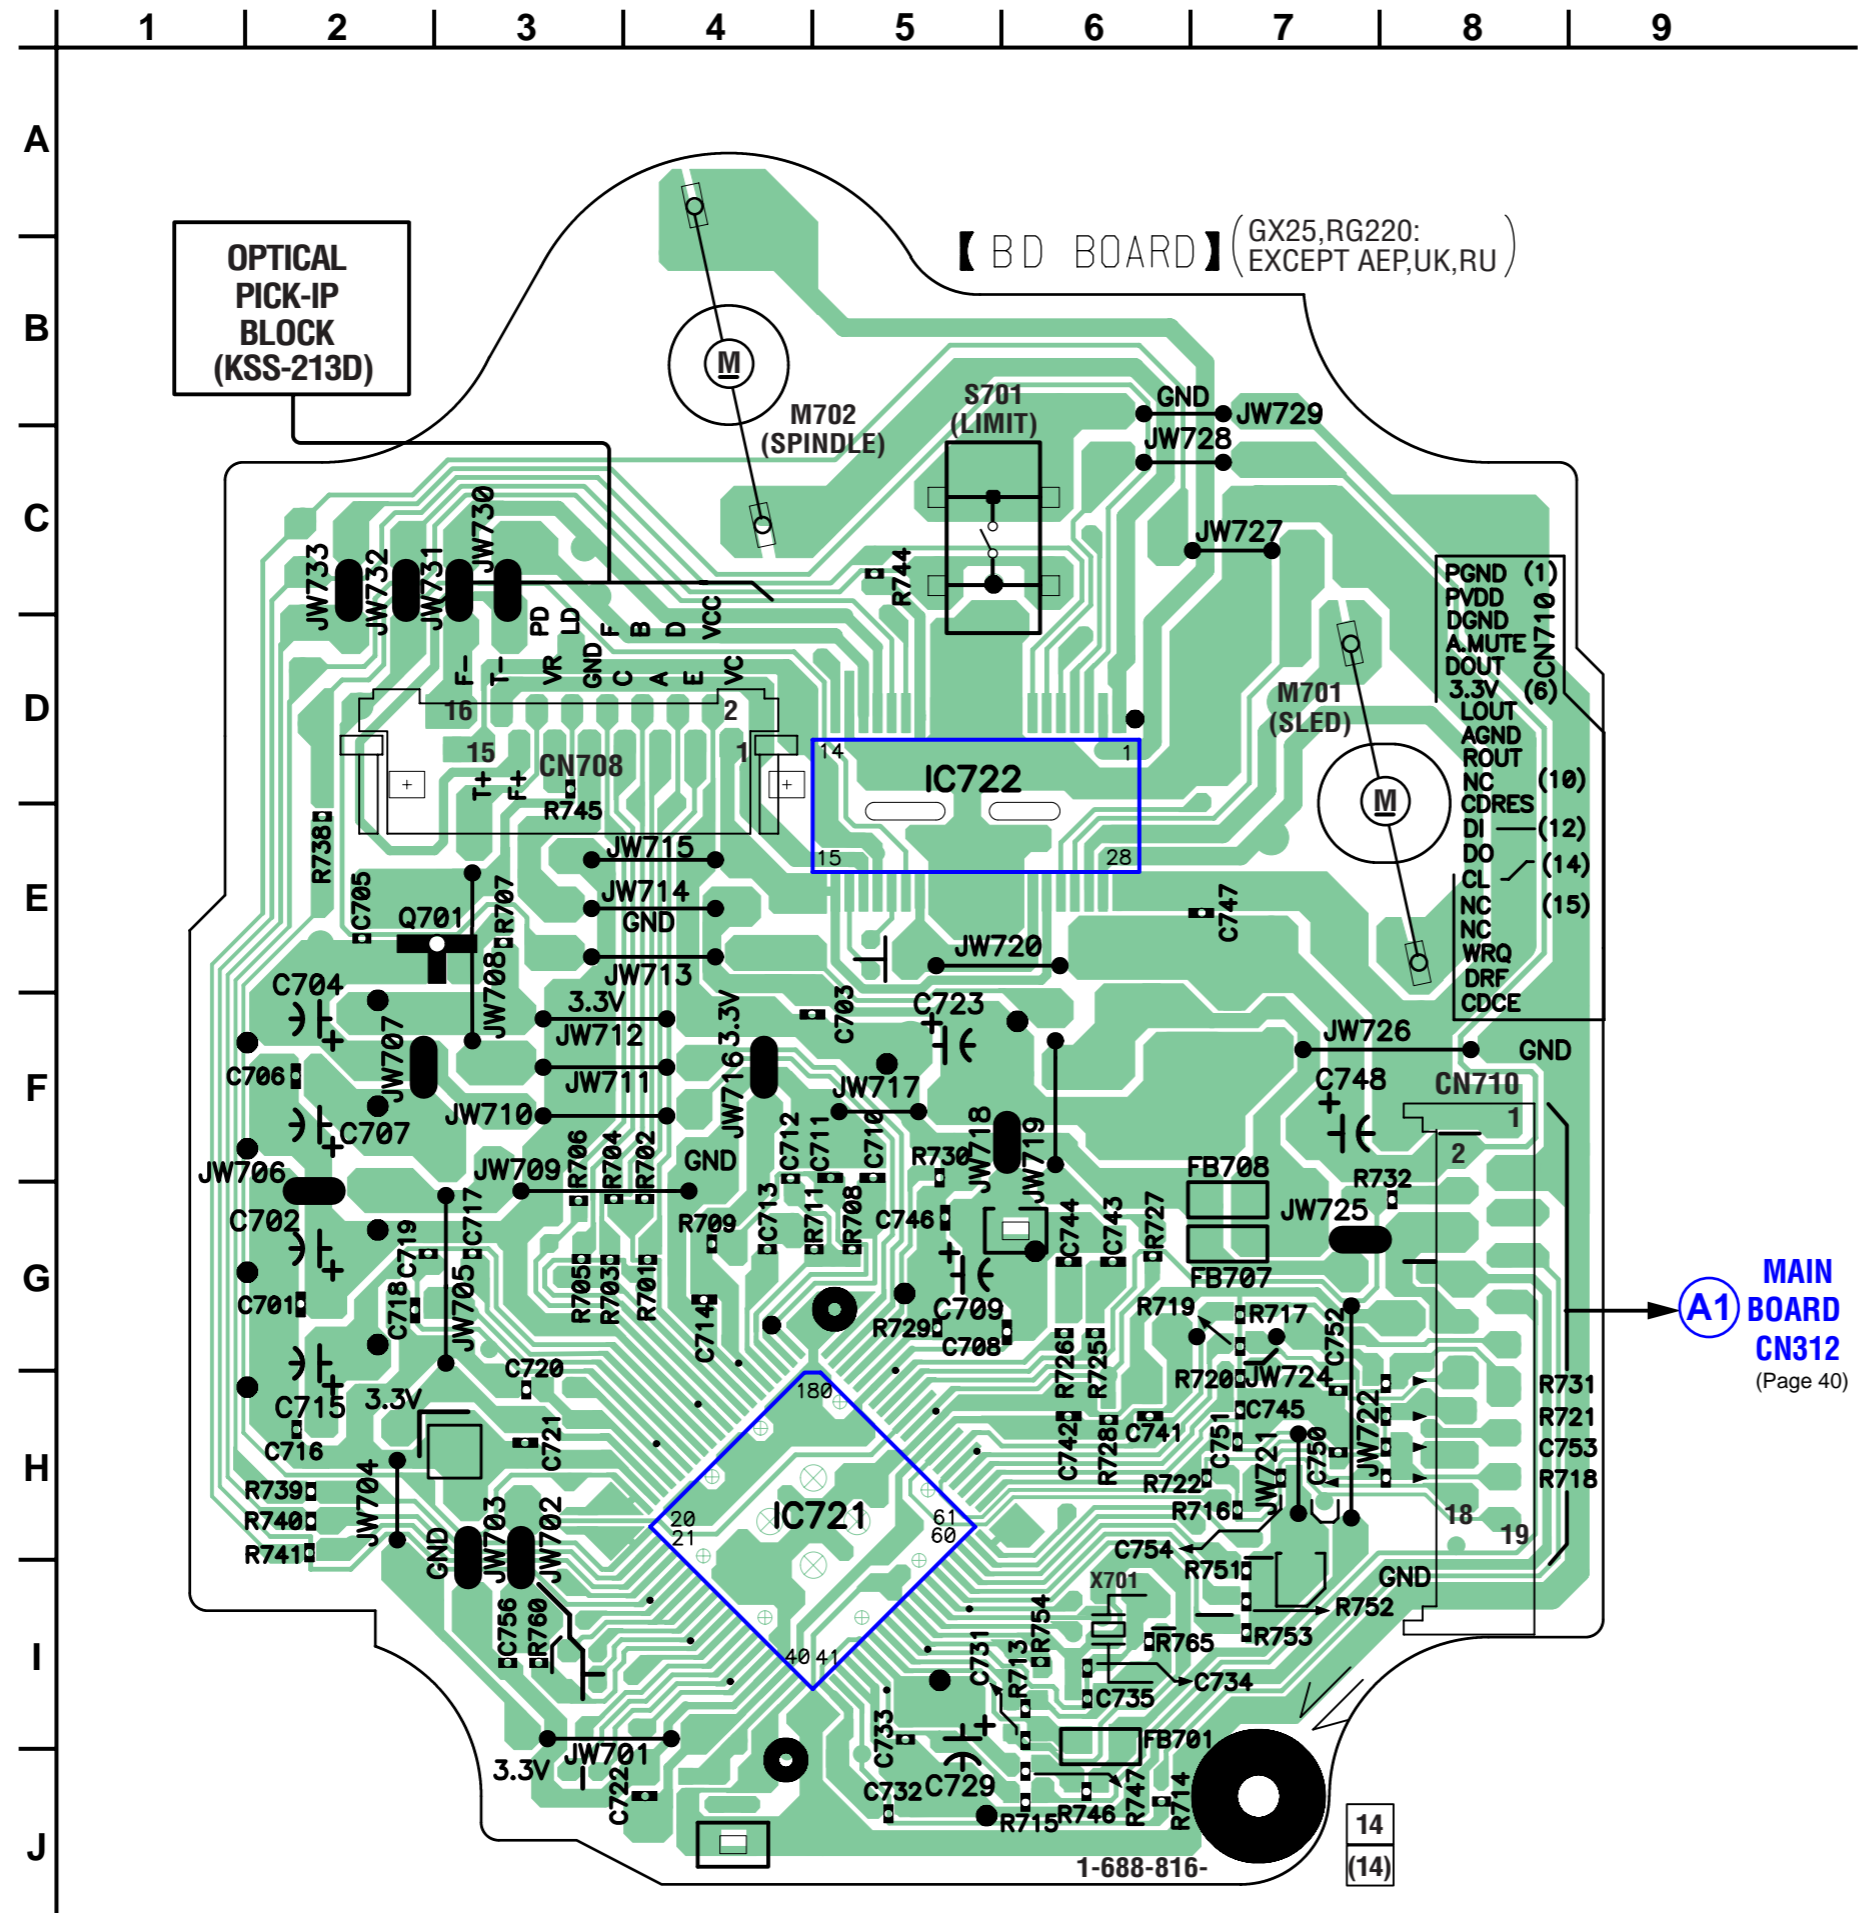 1 2 3 4 5 6 7 8 9
A
B
C
D
E
F
G
H
I
J
OPTICAL
PICK-IP
BLOCK
(KSS-213D)
【BD BOARD】
(GX25,RG220:
EXCEPT AEP,UK,RU)
M
M702
(SPINDLE)
S701
(LIMIT)
GND
JW729
JW728
JW727
JW733
JW732
JW731
JW730
R744
PD
LD
F
B
D
VCC
F-
T-
VR
GND
C
A
E
VC
16
2
15
1
CN708
T+
F+
R745
14
1
IC722
15
28
M701
(SLED)
M
PGND (1)
PVDD
DGND
A.MUTE
DOUT
3.3V (6)
CN710
LOUT
AGND
ROUT
NC (10)
CDRES
DI (12)
DO
CL (14)
NC (15)
NC
WRQ
DRF
CDCE
R738
C705
Q701
R707
JW708
JW715
JW714
GND
JW713
JW720
C747
C704
JW707
3.3V
JW712
JW711
JW710
JW716
3.3V
C703
C723
JW726
GND
C706
C707
JW717
C748
CN710
1
2
JW706
JW709
R706
R704
R702
GND
C712
C711
C710
R730
JW718
JW719
FB708
R732
C702
C719
C717
R709
C713
R711
R708
C746
C744
C743
R727
JW725
FB707
C701
C718
JW705
R705
R703
R701
C714
C709
R729
C708
R726
R725
R719
R717
C752
A1
MAIN
BOARD
CN312
(Page 40)
C720
180
R720
JW724
R731
C715
3.3V
C716
C721
C742
R728
C741
C745
C751
JW721
C750
JW722
R721
C753
R718
R739
R740
R741
JW704
GND
JW703
JW702
20
21
IC721
61
60
R722
R716
C754
18
19
R751
GND
X701
R752
R753
R765
C756
R760
40 41
C731
R713
R754
C734
C735
C733
FB701
JW701
3.3V
C722
C732
C729
R715
R746
R747
R714
1-688-816-
14
(14)